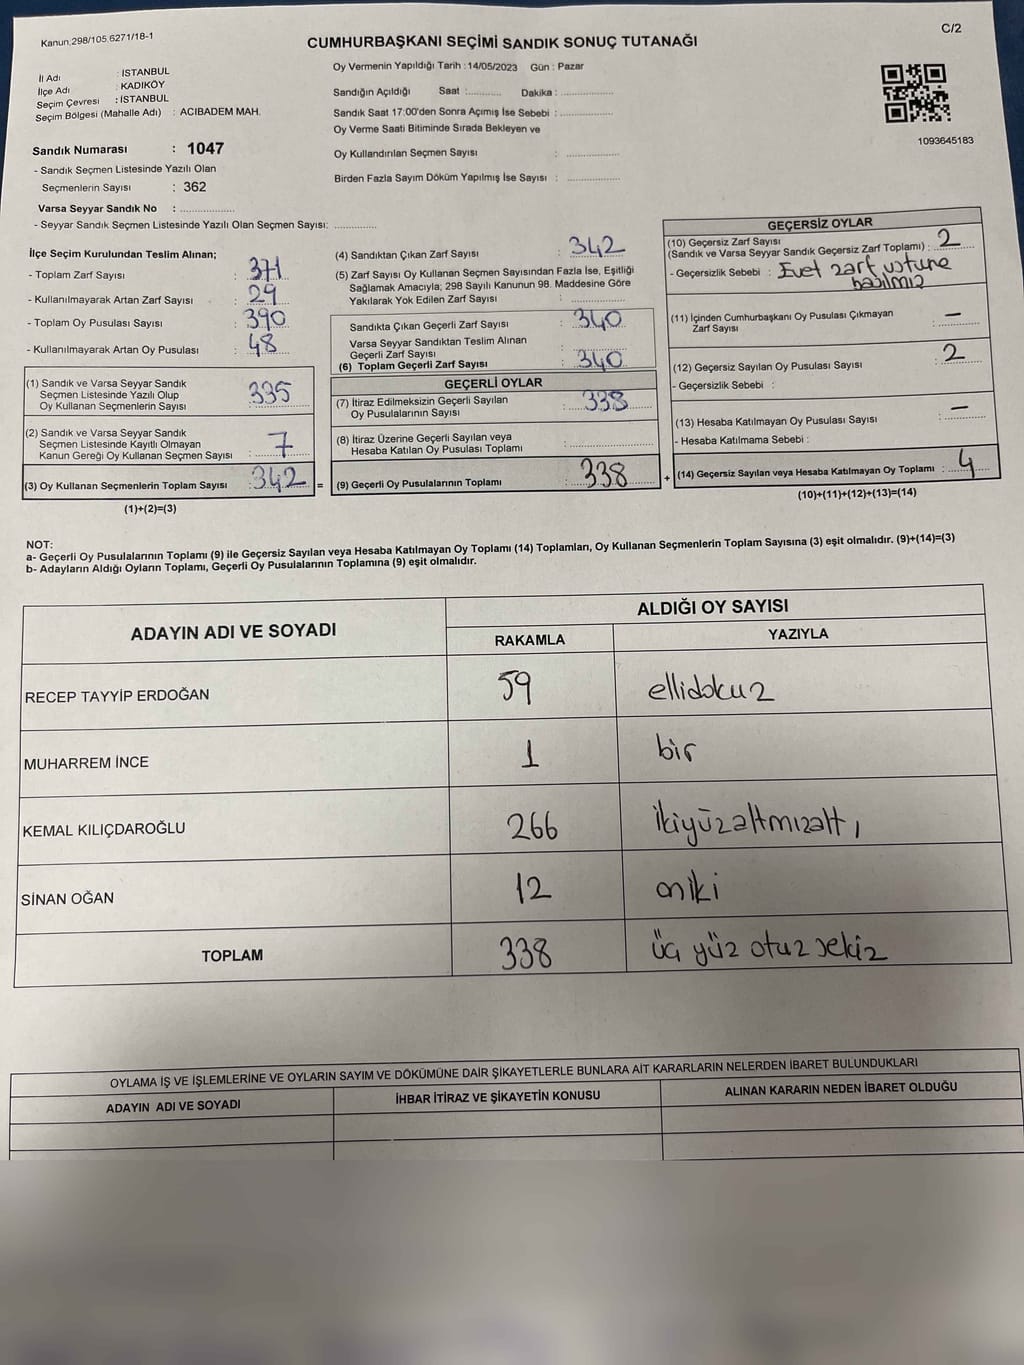 Kanun.298/105.6271/18-1
C/2
CUMHURBAŞKANI SEÇİMİ SANDIK SONUÇ TUTANAĞI
İl Adı : İSTANBUL
İlçe Adı : KADIKÖY
Seçim Çevresi : İSTANBUL
Seçim Bölgesi (Mahalle Adı) : ACIBADEM MAH.
Sandık Numarası : 1047
- Sandık Seçmen Listesinde Yazılı Olan
Seçmenlerin Sayısı : 362
Varsa Seyyar Sandık No : ..................
- Seyyar Sandık Seçmen Listesinde Yazılı Olan Seçmen Sayısı: ..............
Oy Vermenin Yapıldığı Tarih : 14/05/2023 Gün : Pazar
Sandığın Açıldığı Saat :........... Dakika : .................
Sandık Saat 17:00'den Sonra Açımış İse Sebebi : .................
Oy Verme Saati Bitiminde Sırada Bekleyen ve
Oy Kullandırılan Seçmen Sayısı : .................
Birden Fazla Sayım Döküm Yapılmış İse Sayısı : .................
1093645183
İlçe Seçim Kurulundan Teslim Alınan;
- Toplam Zarf Sayısı : 371
- Kullanılmayarak Artan Zarf Sayısı : 29
- Toplam Oy Pusulası Sayısı : 390
- Kullanılmayarak Artan Oy Pusulası : 48
(1) Sandık ve Varsa Seyyar Sandık
Seçmen Listesinde Yazılı Olup
Oy Kullanan Seçmenlerin Sayısı : 335
(2) Sandık ve Varsa Seyyar Sandık
Seçmen Listesinde Kayıtlı Olmayan
Kanun Gereği Oy Kullanan Seçmen Sayısı : 7
(3) Oy Kullanan Seçmenlerin Toplam Sayısı : 342 =
(1)+(2)=(3)
(4) Sandıktan Çıkan Zarf Sayısı : 342
(5) Zarf Sayısı Oy Kullanan Seçmen Sayısından Fazla İse, Eşitliği
Sağlamak Amacıyla; 298 Sayılı Kanunun 98. Maddesine Göre
Yakılarak Yok Edilen Zarf Sayısı : .................
Sandıkta Çıkan Geçerli Zarf Sayısı : 340
Varsa Seyyar Sandıktan Teslim Alınan
Geçerli Zarf Sayısı : .................
(6) Toplam Geçerli Zarf Sayısı : 340
GEÇERLİ OYLAR
(7) İtiraz Edilmeksizin Geçerli Sayılan
Oy Pusulalarının Sayısı : 338
(8) İtiraz Üzerine Geçerli Sayılan veya
Hesaba Katılan Oy Pusulası Toplamı : .................
(9) Geçerli Oy Pusulalarının Toplamı : 338 +
GEÇERSİZ OYLAR
(10) Geçersiz Zarf Sayısı
(Sandık ve Varsa Seyyar Sandık Geçersiz Zarf Toplamı) : 2
- Geçersizlik Sebebi : Evet zarf üstüne
basılmış
(11) İçinden Cumhurbaşkanı Oy Pusulası Çıkmayan
Zarf Sayısı : –
(12) Geçersiz Sayılan Oy Pusulası Sayısı : 2
- Geçersizlik Sebebi :
(13) Hesaba Katılmayan Oy Pusulası Sayısı : –
- Hesaba Katılmama Sebebi :
(14) Geçersiz Sayılan veya Hesaba Katılmayan Oy Toplamı : 4
(10)+(11)+(12)+(13)=(14)
NOT:
a- Geçerli Oy Pusulalarının Toplamı (9) ile Geçersiz Sayılan veya Hesaba Katılmayan Oy Toplamı (14) Toplamları, Oy Kullanan Seçmenlerin Toplam Sayısına (3) eşit olmalıdır. (9)+(14)=(3)
b- Adayların Aldığı Oyların Toplamı, Geçerli Oy Pusulalarının Toplamına (9) eşit olmalıdır.
ADAYIN ADI VE SOYADI
ALDIĞI OY SAYISI
RAKAMLA YAZIYLA
RECEP TAYYİP ERDOĞAN 59 ellidokuz
MUHARREM İNCE 1 bir
KEMAL KILIÇDAROĞLU 266 ikiyüzaltmışaltı
SİNAN OĞAN 12 oniki
TOPLAM 338 üç yüz otuz sekiz
OYLAMA İŞ VE İŞLEMLERİNE VE OYLARIN SAYIM VE DÖKÜMÜNE DAİR ŞİKAYETLERLE BUNLARA AİT KARARLARIN NELERDEN İBARET BULUNDUKLARI
ADAYIN ADI VE SOYADI İHBAR İTİRAZ VE ŞİKAYETİN KONUSU ALINAN KARARIN NEDEN İBARET OLDUĞU